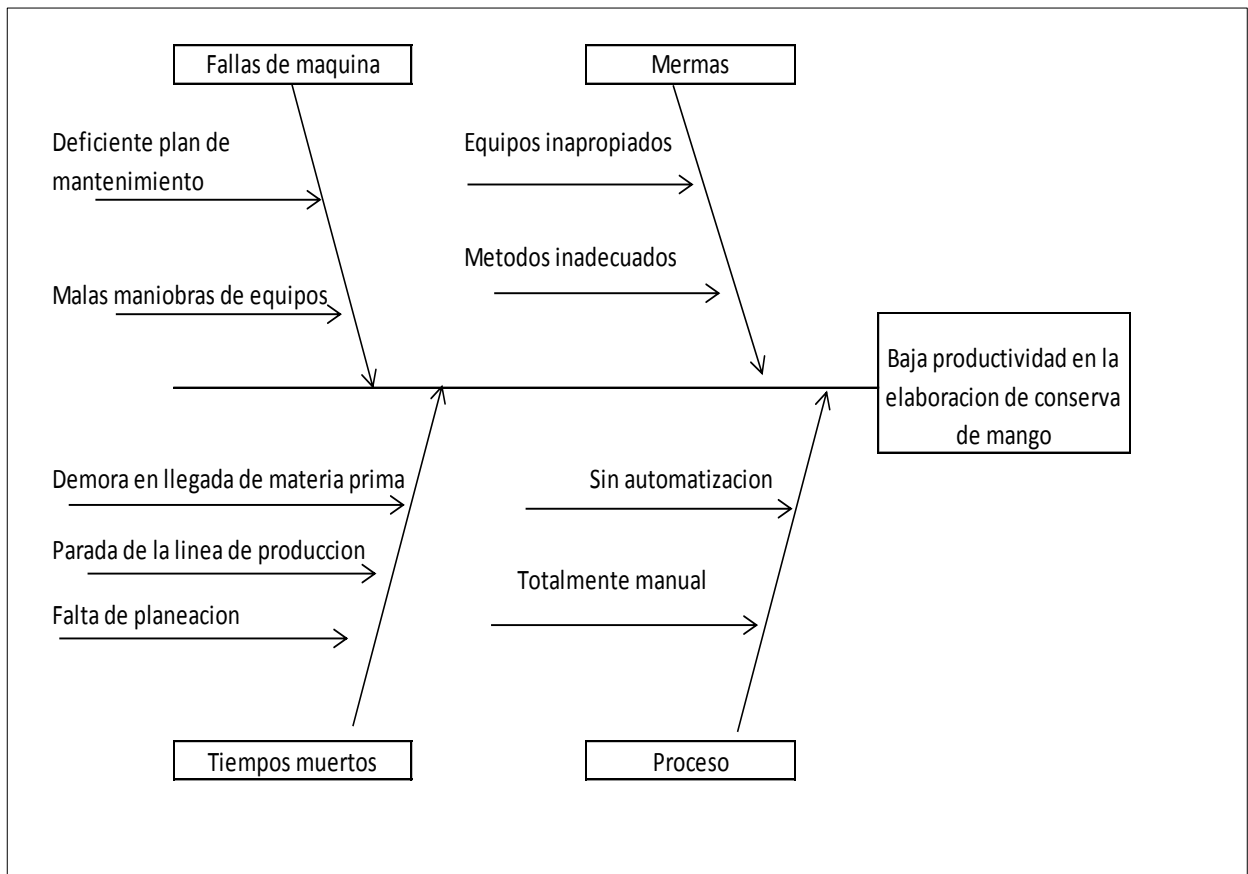 Fallas de maquina
Mermas
Deficiente plan de
mantenimiento
Equipos inapropiados
Metodos inadecuados
Malas maniobras de equipos
Baja productividad en la
elaboracion de conserva
de mango
Demora en llegada de materia prima
Sin automatizacion
Parada de la linea de produccion
Totalmente manual
Falta de planeacion
Tiempos muertos
Proceso